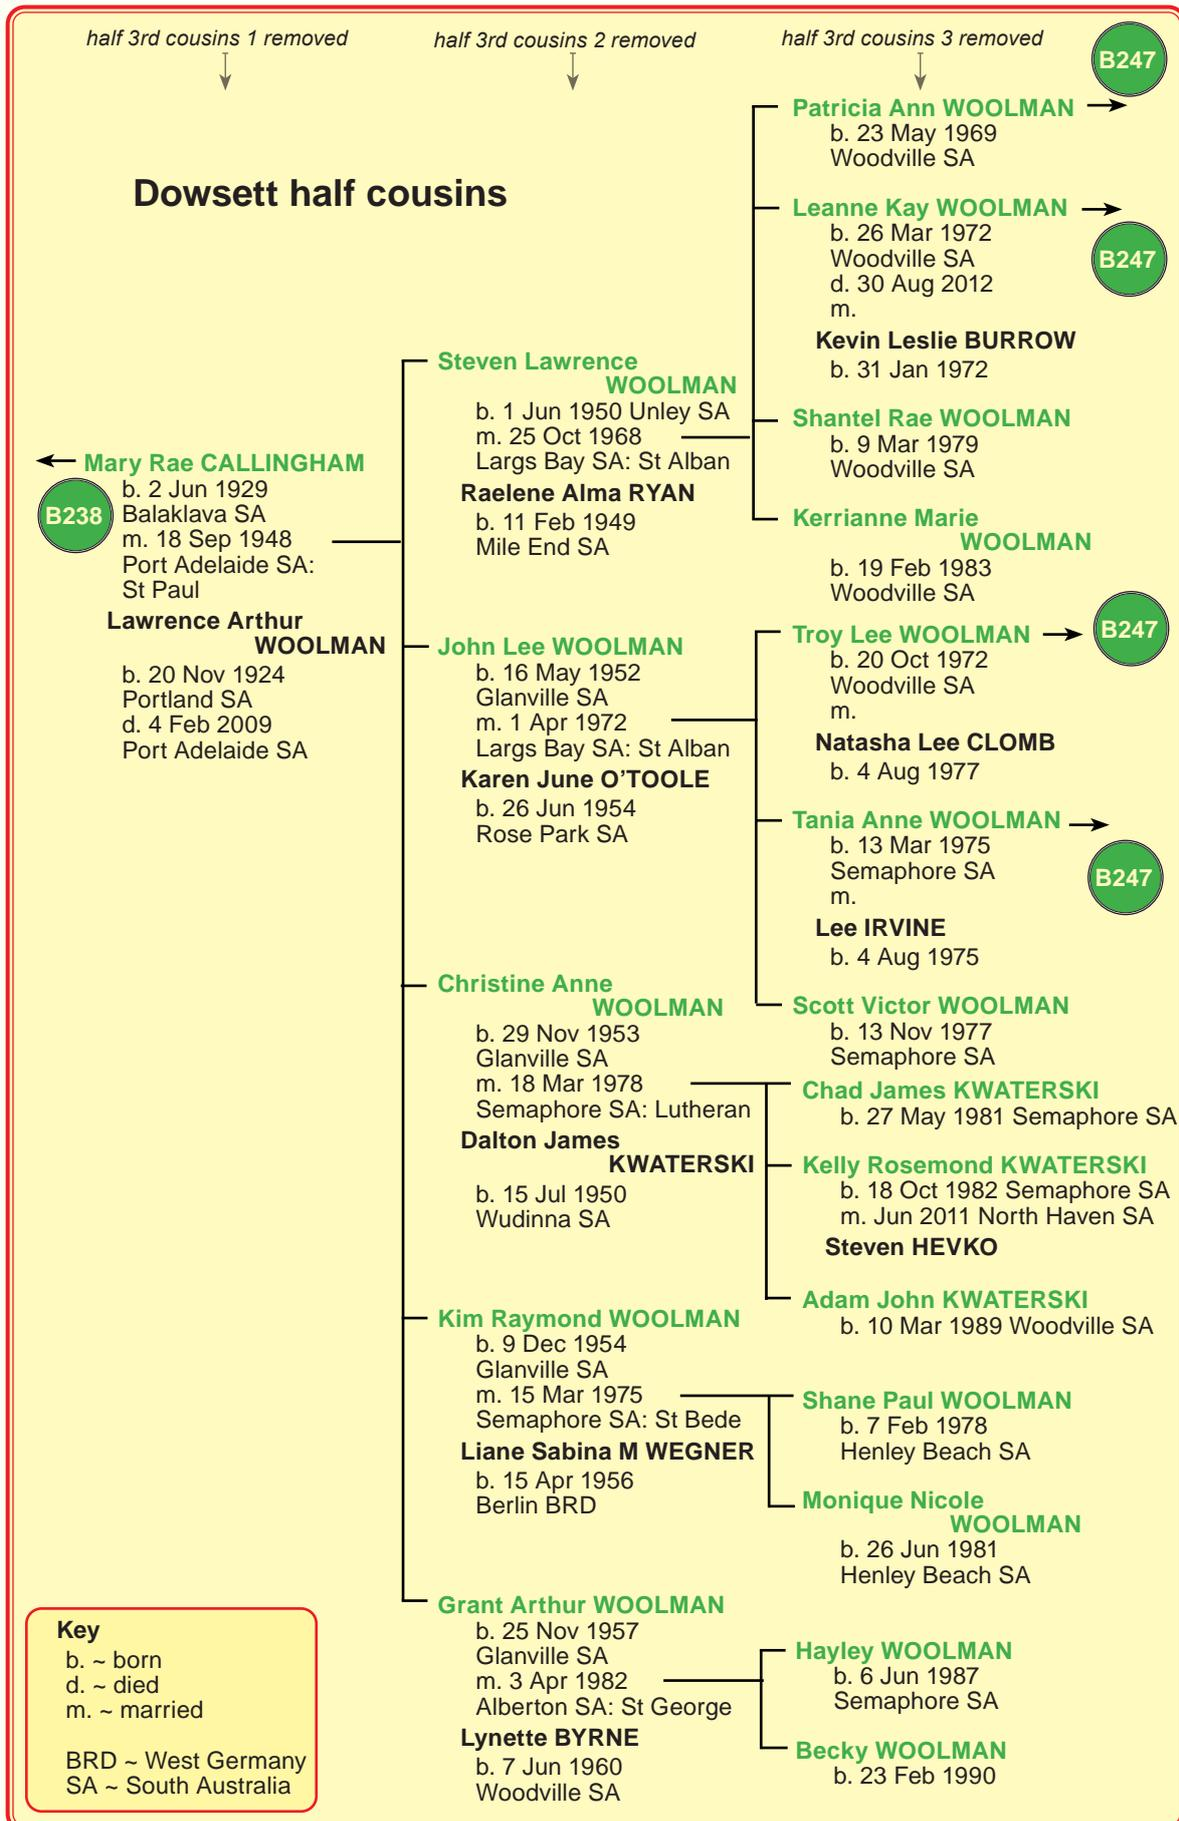 half 3rd cousins 1 removed
half 3rd cousins 2 removed
half 3rd cousins 3 removed
Dowsett half cousins
B238
Mary Rae CALLINGHAM
b. 2 Jun 1929
Balaklava SA
m. 18 Sep 1948
Port Adelaide SA:
St Paul
Lawrence Arthur
WOOLMAN
b. 20 Nov 1924
Portland SA
d. 4 Feb 2009
Port Adelaide SA
Steven Lawrence
WOOLMAN
b. 1 Jun 1950 Unley SA
m. 25 Oct 1968
Largs Bay SA: St Alban
Raelene Alma RYAN
b. 11 Feb 1949
Mile End SA
John Lee WOOLMAN
b. 16 May 1952
Glanville SA
m. 1 Apr 1972
Largs Bay SA: St Alban
Karen June O'TOOLE
b. 26 Jun 1954
Rose Park SA
Christine Anne
WOOLMAN
b. 29 Nov 1953
Glanville SA
m. 18 Mar 1978
Semaphore SA: Lutheran
Dalton James
KWATERSKI
b. 15 Jul 1950
Wudinna SA
Kim Raymond WOOLMAN
b. 9 Dec 1954
Glanville SA
m. 15 Mar 1975
Semaphore SA: St Bede
Liane Sabina M WEGNER
b. 15 Apr 1956
Berlin BRD
Grant Arthur WOOLMAN
b. 25 Nov 1957
Glanville SA
m. 3 Apr 1982
Alberton SA: St George
Lynette BYRNE
b. 7 Jun 1960
Woodville SA
B247
Patricia Ann WOOLMAN
b. 23 May 1969
Woodville SA
Leanne Kay WOOLMAN
B247
b. 26 Mar 1972
Woodville SA
d. 30 Aug 2012
m.
Kevin Leslie BURROW
b. 31 Jan 1972
Shantel Rae WOOLMAN
b. 9 Mar 1979
Woodville SA
Kerrianne Marie
WOOLMAN
b. 19 Feb 1983
Woodville SA
Troy Lee WOOLMAN
B247
b. 20 Oct 1972
Woodville SA
m.
Natasha Lee CLOMB
b. 4 Aug 1977
Tania Anne WOOLMAN
B247
b. 13 Mar 1975
Semaphore SA
m.
Lee IRVINE
b. 4 Aug 1975
Scott Victor WOOLMAN
b. 13 Nov 1977
Semaphore SA
Chad James KWATERSKI
b. 27 May 1981 Semaphore SA
Kelly Rosemond KWATERSKI
b. 18 Oct 1982 Semaphore SA
m. Jun 2011 North Haven SA
Steven HEVKO
Adam John KWATERSKI
b. 10 Mar 1989 Woodville SA
Shane Paul WOOLMAN
b. 7 Feb 1978
Henley Beach SA
Monique Nicole
WOOLMAN
b. 26 Jun 1981
Henley Beach SA
Hayley WOOLMAN
b. 6 Jun 1987
Semaphore SA
Becky WOOLMAN
b. 23 Feb 1990
Key
b. ~ born
d. ~ died
m. ~ married
BRD ~ West Germany
SA ~ South Australia